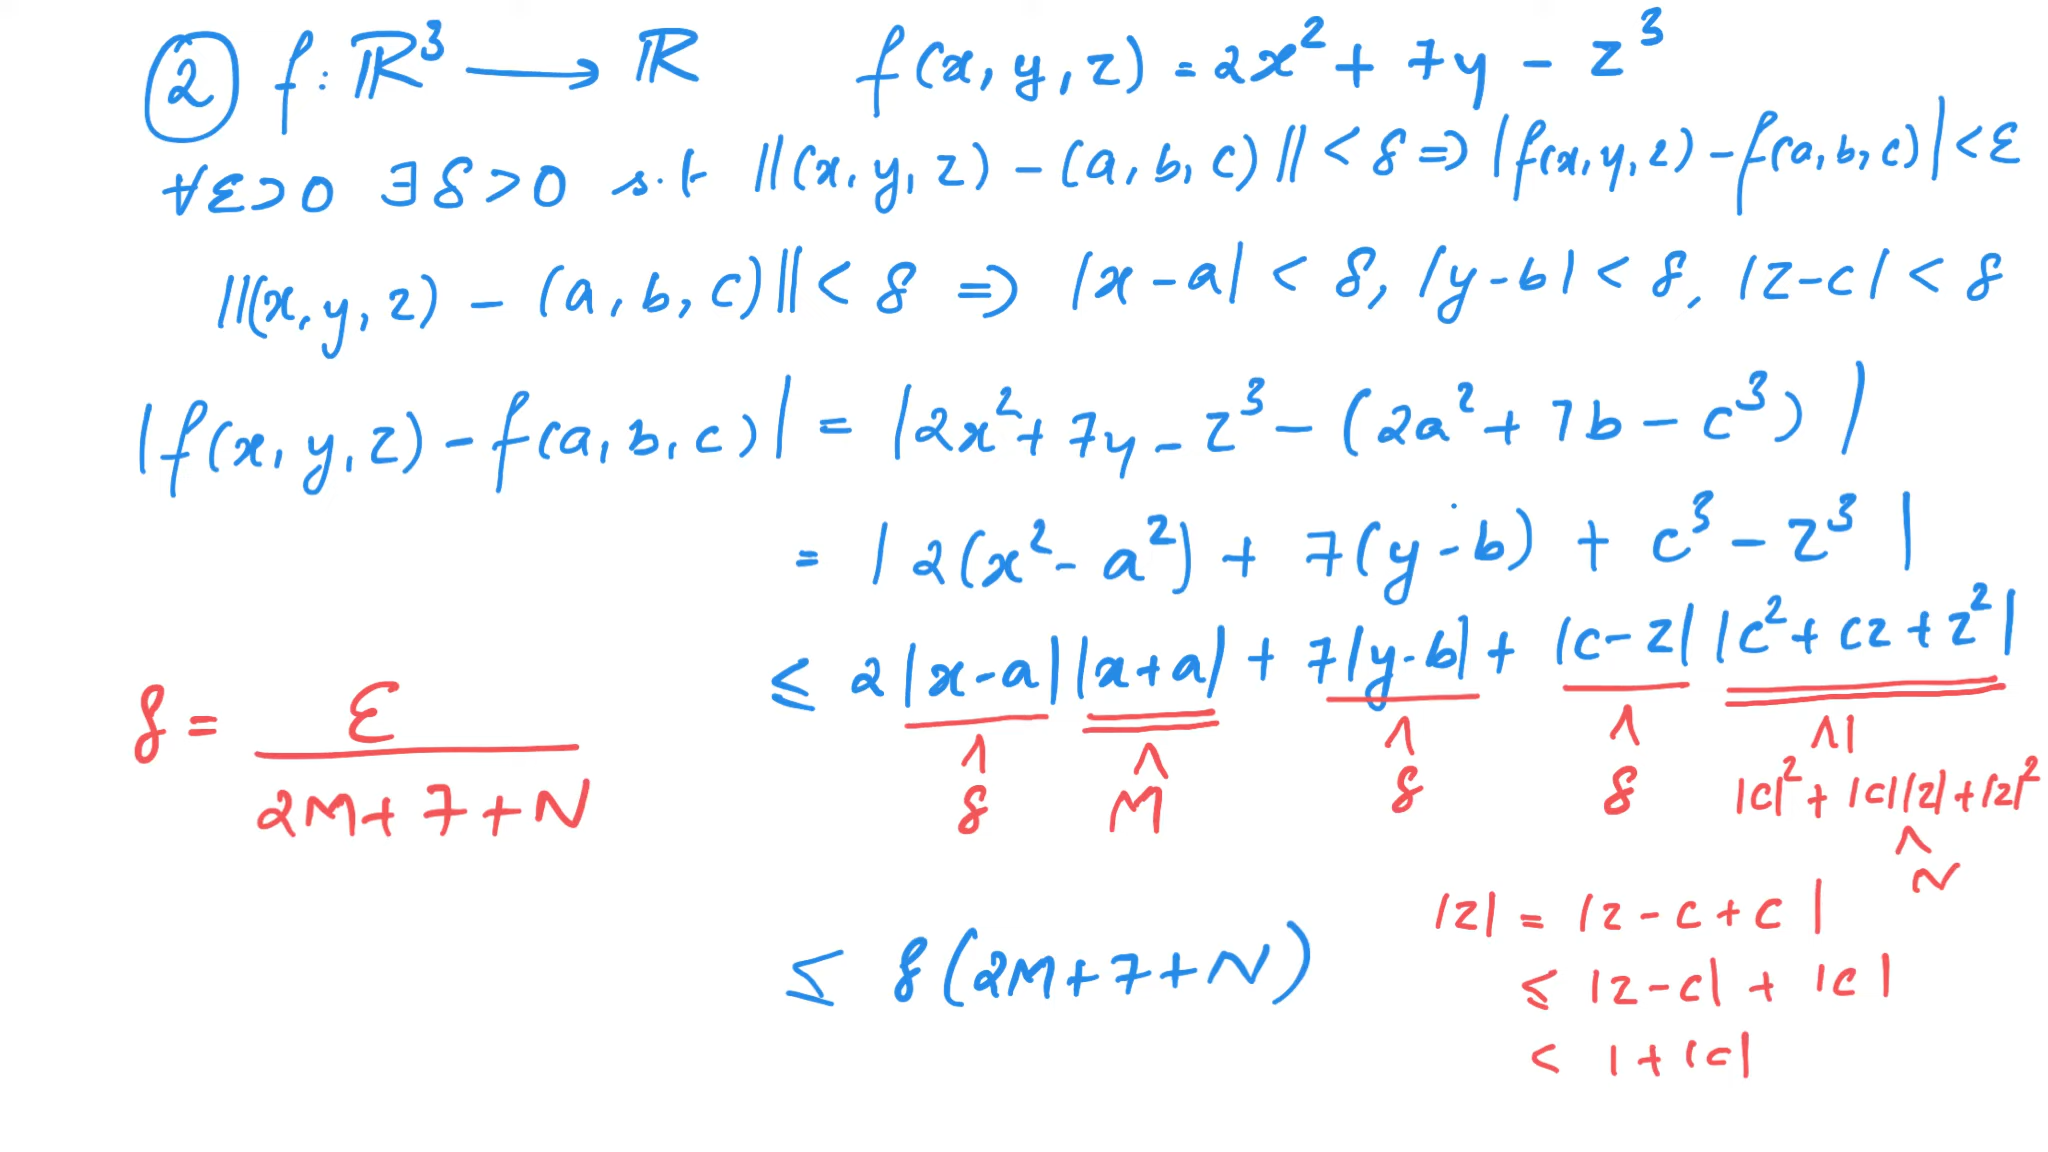 ② f: ℝ³ ⟶ ℝ f(x, y, z) = 2x² + 7y - z³
∀ε>0 ∃δ>0 s.t ||(x, y, z) - (a, b, c)|| < δ ⇒ |f(x, y, z) - f(a, b, c)| < ε
||(x, y, z) - (a, b, c)|| < δ ⇒ |x - a| < δ, |y - b| < δ, |z - c| < δ
|f(x, y, z) - f(a, b, c)| = |2x² + 7y - z³ - (2a² + 7b - c³)|
= |2(x² - a²) + 7(y - b) + c³ - z³|
≤ 2|x-a||x+a| + 7|y-b| + |c-z||c² + cz + z²|
∧ ∧ ∧ ∧ ∧|
δ M δ δ |c|² + |c||z| + |z|²
∧
N
δ = ε / (2M + 7 + N)
≤ δ(2M + 7 + N)
|z| = |z - c + c|
≤ |z - c| + |c|
< 1 + |c|